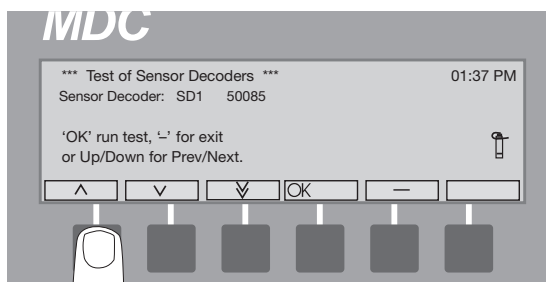 MDC
*** Test of Sensor Decoders *** 01:37 PM
Sensor Decoder: SD1 50085
‘OK’ run test, ‘–’ for exit
or Up/Down for Prev/Next.
OK